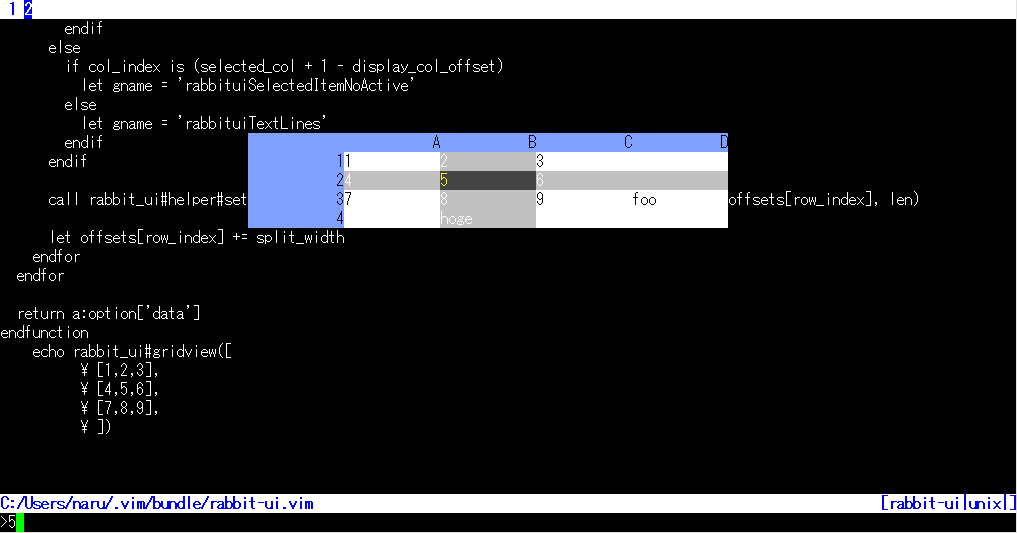 1 2
endif
else
if col_index is (selected_col + 1 - display_col_offset)
let gname = 'rabbituiSelectedItemNoActive'
else
let gname = 'rabbituiTextLines'
endif
A B C D
endif
1 1 2 3
2 4 5 6
call rabbit_ui#helper#set
3 7 8 9 foo
offsets[row_index], len)
4 hoge
let offsets[row_index] += split_width
endfor
endfor
return a:option['data']
endfunction
echo rabbit_ui#gridview([
¥ [1,2,3],
¥ [4,5,6],
¥ [7,8,9],
¥ ])
C:/Users/naru/.vim/bundle/rabbit-ui.vim [rabbit-ui|unix|]
>5